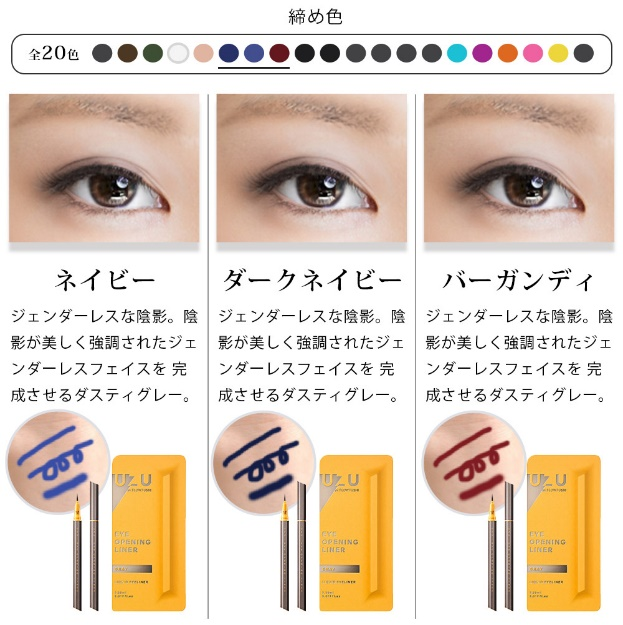 締め色
全20色
ネイビー
ジェンダーレスな陰影。陰
影が美しく強調されたジェ
ンダーレスフェイスを 完
成させるダスティグレー。
ダークネイビー
ジェンダーレスな陰影。陰
影が美しく強調されたジェ
ンダーレスフェイスを 完
成させるダスティグレー。
バーガンディ
ジェンダーレスな陰影。陰
影が美しく強調されたジェ
ンダーレスフェイスを 完
成させるダスティグレー。
UZU
EYE
OPENING
LINER
UZU
EYE
OPENING
LINER
UZU
EYE
OPENING
LINER